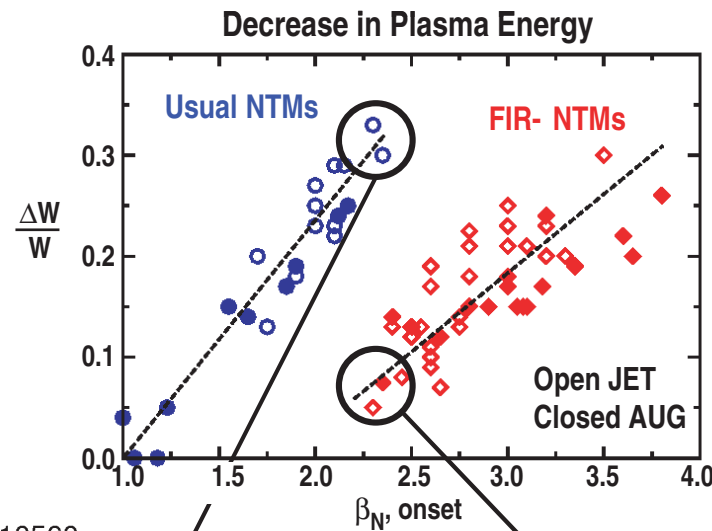 Decrease in Plasma Energy
0.4
Usual NTMs
FIR- NTMs
0.3
ΔW
W
0.2
0.1
Open JET
Closed AUG
0.0
1.0 1.5 2.0 2.5 3.0 3.5 4.0
βN, onset